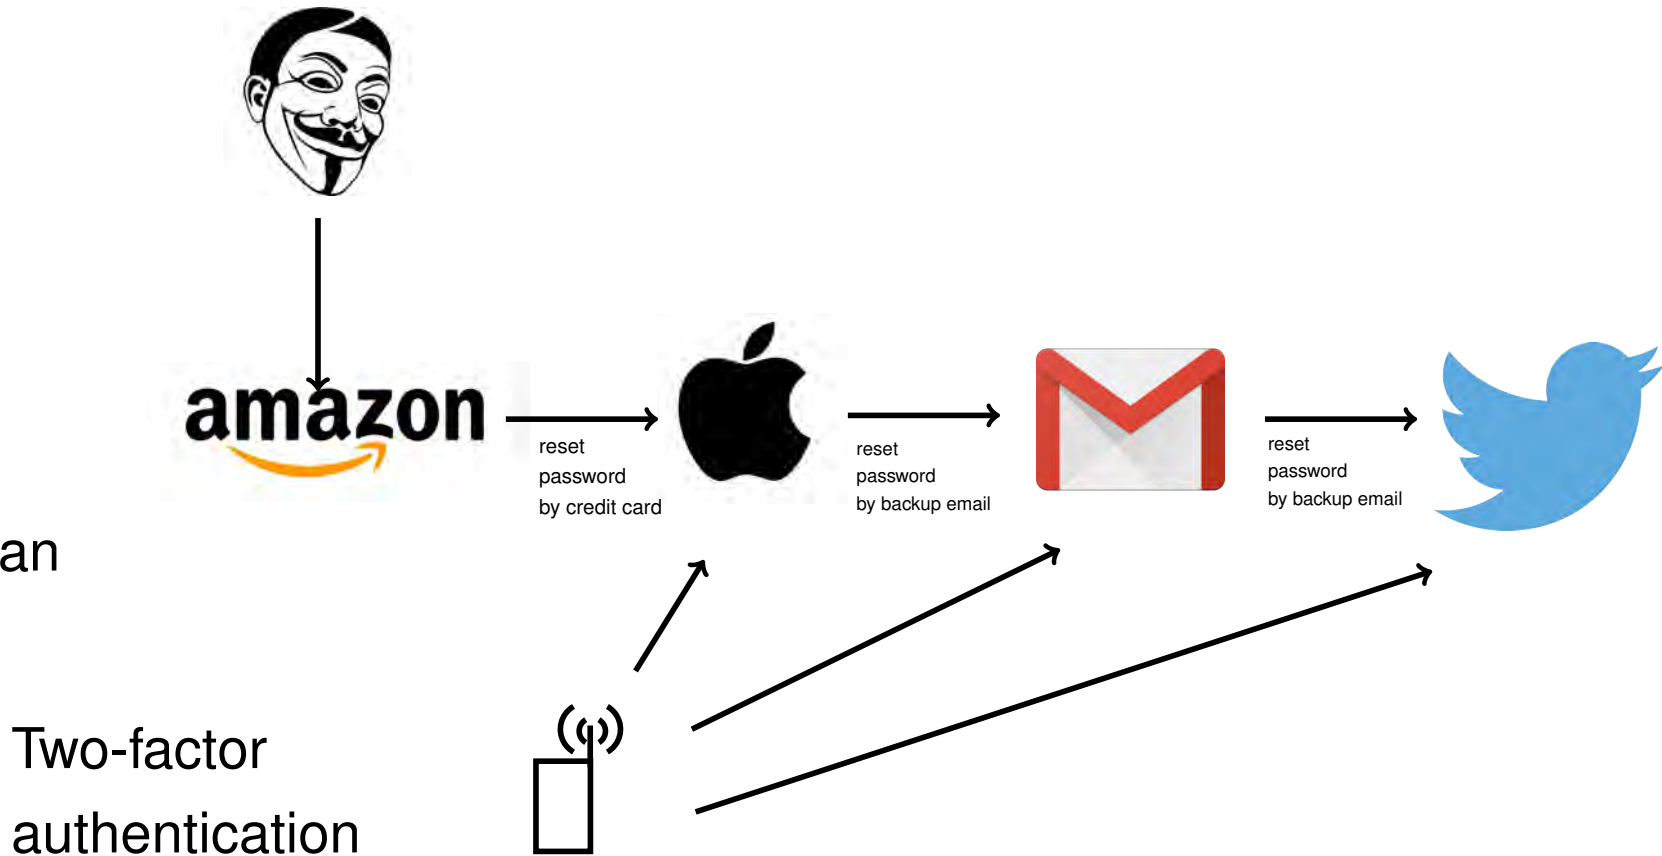 amazon
reset
password
by credit card
reset
password
by backup email
reset
password
by backup email
an
Two-factor
authentication